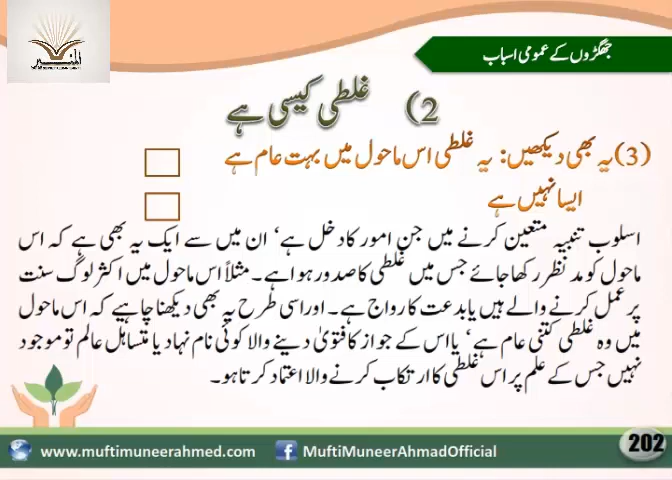 المنیر
جھگڑوں کے عمومی اسباب
2) غلطی کیسی ہے
(3) یہ بھی دیکھیں: یہ غلطی اس ماحول میں بہت عام ہے
ایسا نہیں ہے
اسلوب تنبیہ متعین کرنے میں جن امور کا دخل ہے، ان میں سے ایک یہ بھی ہے کہ اس
ماحول کو مد نظر رکھا جائے جس میں غلطی کا صدور ہوا ہے۔ مثلاً اس ماحول میں اکثر لوگ سنت
پر عمل کرنے والے ہیں یا بدعت کا رواج ہے۔ اور اسی طرح یہ بھی دیکھنا چاہیے کہ اس ماحول
میں وہ غلطی کتنی عام ہے، یا اس کے جواز کا فتویٰ دینے والا کوئی نام نہاد یا متساہل عالم تو موجود
نہیں جس کے علم پر اس غلطی کا ارتکاب کرنے والا اعتماد کرتا ہو۔
www.muftimuneerahmed.com MuftiMuneerAhmadOfficial 202